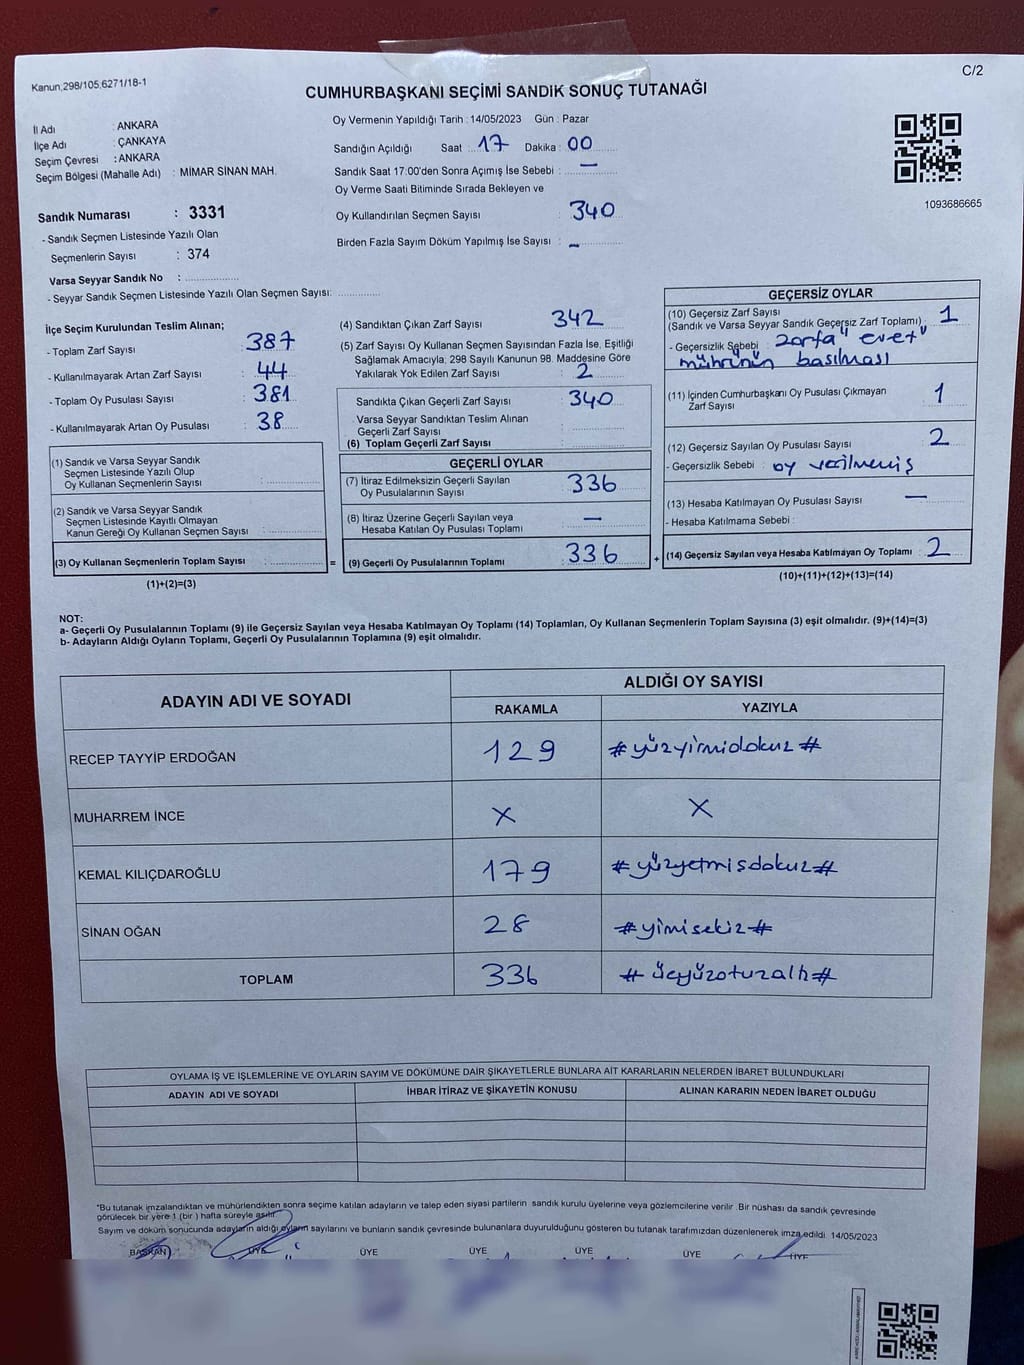 Kanun,298/105,6271/18-1
C/2
CUMHURBAŞKANI SEÇİMİ SANDIK SONUÇ TUTANAĞI
İl Adı : ANKARA
İlçe Adı : ÇANKAYA
Seçim Çevresi : ANKARA
Seçim Bölgesi (Mahalle Adı) : MİMAR SİNAN MAH.
Sandık Numarası : 3331
- Sandık Seçmen Listesinde Yazılı Olan
Seçmenlerin Sayısı : 374
Varsa Seyyar Sandık No :
- Seyyar Sandık Seçmen Listesinde Yazılı Olan Seçmen Sayısı:
Oy Vermenin Yapıldığı Tarih : 14/05/2023 Gün : Pazar
Sandığın Açıldığı Saat : 17 Dakika : 00
Sandık Saat 17:00'den Sonra Açımış İse Sebebi : —
Oy Verme Saati Bitiminde Sırada Bekleyen ve
Oy Kullandırılan Seçmen Sayısı : 340
Birden Fazla Sayım Döküm Yapılmış İse Sayısı : -
1093686665
İlçe Seçim Kurulundan Teslim Alınan;
- Toplam Zarf Sayısı : 387
- Kullanılmayarak Artan Zarf Sayısı : 44
- Toplam Oy Pusulası Sayısı : 381
- Kullanılmayarak Artan Oy Pusulası : 38
(1) Sandık ve Varsa Seyyar Sandık
Seçmen Listesinde Yazılı Olup
Oy Kullanan Seçmenlerin Sayısı :
(2) Sandık ve Varsa Seyyar Sandık
Seçmen Listesinde Kayıtlı Olmayan
Kanun Gereği Oy Kullanan Seçmen Sayısı :
(3) Oy Kullanan Seçmenlerin Toplam Sayısı :
(1)+(2)=(3)
=
(4) Sandıktan Çıkan Zarf Sayısı : 342
(5) Zarf Sayısı Oy Kullanan Seçmen Sayısından Fazla İse, Eşitliği
Sağlamak Amacıyla; 298 Sayılı Kanunun 98. Maddesine Göre
Yakılarak Yok Edilen Zarf Sayısı : 2
Sandıkta Çıkan Geçerli Zarf Sayısı : 340
Varsa Seyyar Sandıktan Teslim Alınan
Geçerli Zarf Sayısı :
(6) Toplam Geçerli Zarf Sayısı :
GEÇERLİ OYLAR
(7) İtiraz Edilmeksizin Geçerli Sayılan
Oy Pusulalarının Sayısı : 336
(8) İtiraz Üzerine Geçerli Sayılan veya
Hesaba Katılan Oy Pusulası Toplamı : —
(9) Geçerli Oy Pusulalarının Toplamı : 336
+
GEÇERSİZ OYLAR
(10) Geçersiz Zarf Sayısı
(Sandık ve Varsa Seyyar Sandık Geçersiz Zarf Toplamı) : 1
- Geçersizlik Sebebi : zarfa "evet"
mührünün basılması
(11) İçinden Cumhurbaşkanı Oy Pusulası Çıkmayan
Zarf Sayısı : 1
(12) Geçersiz Sayılan Oy Pusulası Sayısı : 2
- Geçersizlik Sebebi : oy verilmemiş
(13) Hesaba Katılmayan Oy Pusulası Sayısı : —
- Hesaba Katılmama Sebebi :
(14) Geçersiz Sayılan veya Hesaba Katılmayan Oy Toplamı : 2
(10)+(11)+(12)+(13)=(14)
NOT:
a- Geçerli Oy Pusulalarının Toplamı (9) ile Geçersiz Sayılan veya Hesaba Katılmayan Oy Toplamı (14) Toplamları, Oy Kullanan Seçmenlerin Toplam Sayısına (3) eşit olmalıdır. (9)+(14)=(3)
b- Adayların Aldığı Oyların Toplamı, Geçerli Oy Pusulalarının Toplamına (9) eşit olmalıdır.
ADAYIN ADI VE SOYADI
ALDIĞI OY SAYISI
RAKAMLA YAZIYLA
RECEP TAYYİP ERDOĞAN 129 #yüzyirmidokuz#
MUHARREM İNCE X X
KEMAL KILIÇDAROĞLU 179 #yüzyetmişdokuz#
SİNAN OĞAN 28 #yimisekiz#
TOPLAM 336 #üçyüzotuzaltı#
OYLAMA İŞ VE İŞLEMLERİNE VE OYLARIN SAYIM VE DÖKÜMÜNE DAİR ŞİKAYETLERLE BUNLARA AİT KARARLARIN NELERDEN İBARET BULUNDUKLARI
ADAYIN ADI VE SOYADI İHBAR İTİRAZ VE ŞİKAYETİN KONUSU ALINAN KARARIN NEDEN İBARET OLDUĞU
*Bu tutanak imzalandıktan ve mühürlendikten sonra seçime katılan adayların ve talep eden siyasi partilerin sandık kurulu üyelerine veya gözlemcilerine verilir. Bir nüshası da sandık çevresinde
görülecek bir yere 1 (bir ) hafta süreyle asılır.
Sayım ve döküm sonucunda adayların aldığı oyların sayılarını ve bunların sandık çevresinde bulunanlara duyurulduğunu gösteren bu tutanak tarafımızdan düzenlenerek imza edildi. 14/05/2023
BAŞKAN ÜYE ÜYE ÜYE ÜYE ÜYE ÜYE